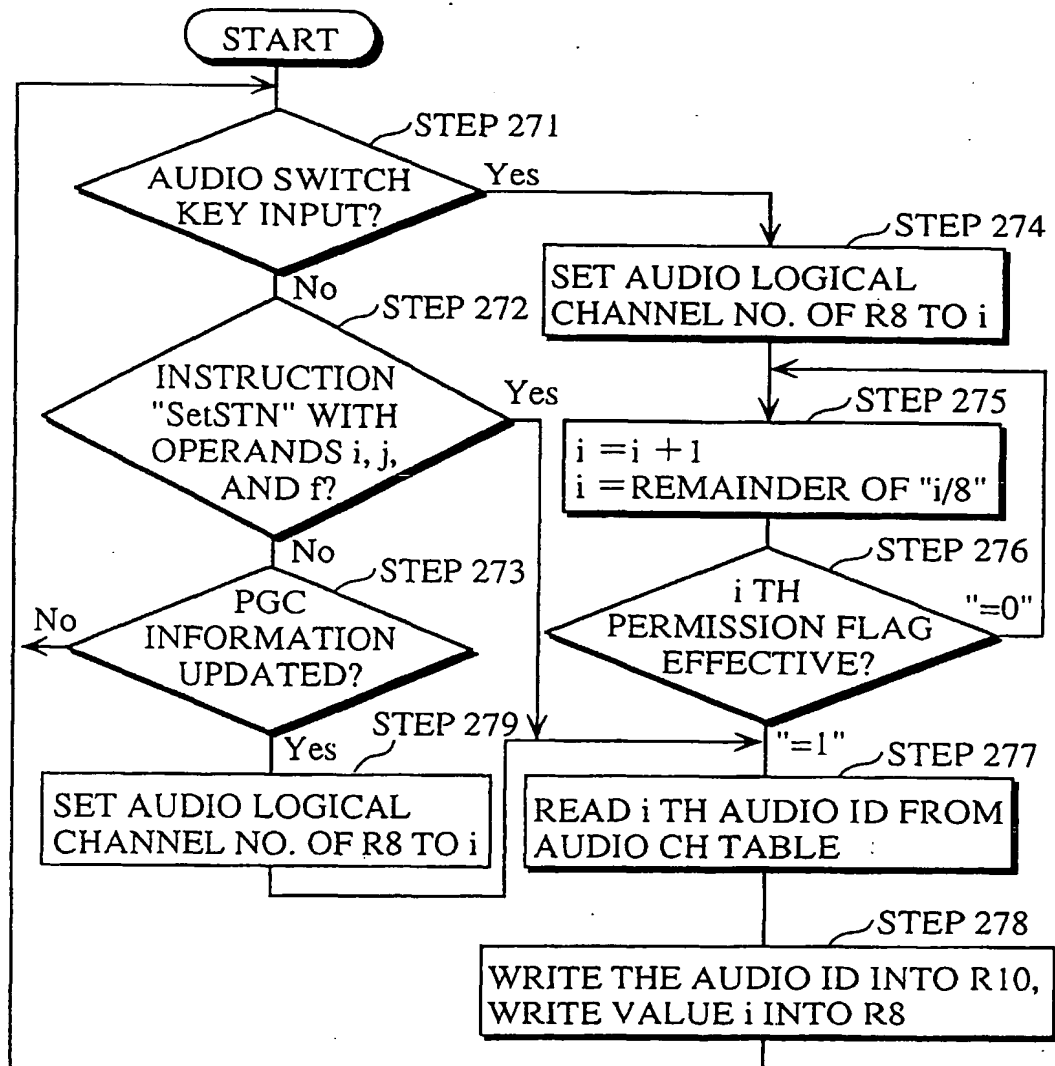 START
STEP 271
AUDIO SWITCH
KEY INPUT?
Yes
No
STEP 272
INSTRUCTION
"SetSTN" WITH
OPERANDS i, j,
AND f?
Yes
No
STEP 273
PGC
INFORMATION
UPDATED?
No
Yes
STEP 279
SET AUDIO LOGICAL
CHANNEL NO. OF R8 TO i
STEP 274
SET AUDIO LOGICAL
CHANNEL NO. OF R8 TO i
STEP 275
i = i + 1
i = REMAINDER OF "i/8"
STEP 276
i TH
PERMISSION FLAG
EFFECTIVE?
"=0"
"=1"
STEP 277
READ i TH AUDIO ID FROM
AUDIO CH TABLE
STEP 278
WRITE THE AUDIO ID INTO R10,
WRITE VALUE i INTO R8